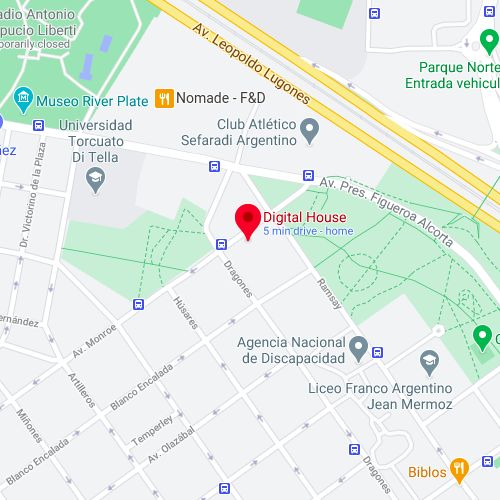 adio Antonio
pucio Liberti
porarily closed
Av. Leopoldo Lugones
Parque Norte
Entrada vehicul
Museo River Plate
Nomade - F&D
Universidad
Torcuato
Di Tella
Club Atlético
Sefaradi Argentino
ñez
Dr. Victorino de la Plaza
Av. Pres. Figueroa Alcorta
Digital House
5 min drive - home
Dragones
Ramsay
Húsares
ernández
Av. Monroe
Agencia Nacional
de Discapacidad
C
Liceo Franco Argentino
Jean Mermoz
Artilleros
Blanco Encalada
Miñones
Temperley
Av. Olazábal
Blanco Encalada
Dragones
Biblos